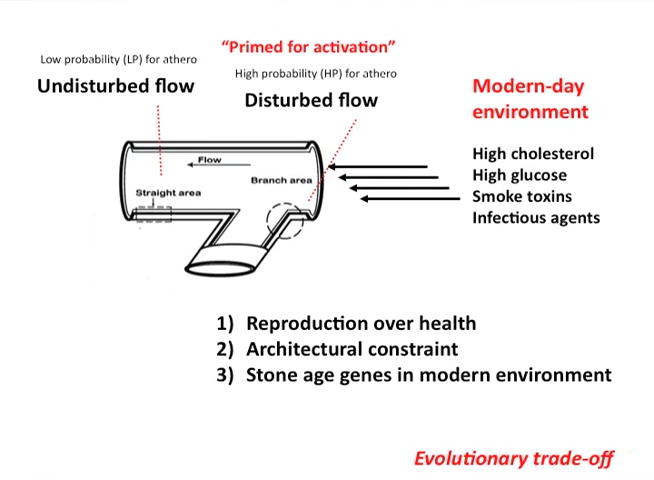 “Primed for activation”
Low probability (LP) for athero
Undisturbed flow
High probability (HP) for athero
Disturbed flow
Modern-day
environment
High cholesterol
High glucose
Smoke toxins
Infectious agents
Flow
Branch area
Straight area
1) Reproduction over health
2) Architectural constraint
3) Stone age genes in modern environment
Evolutionary trade-off